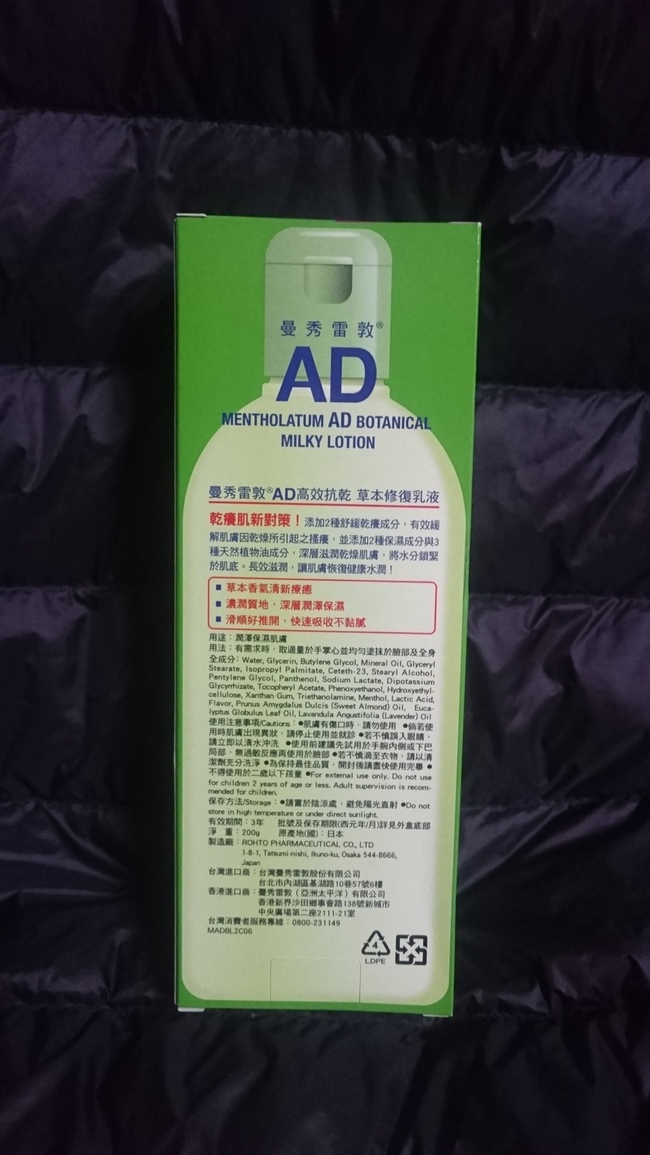 曼秀雷敦®
AD
MENTHOLATUM AD BOTANICAL
MILKY LOTION
曼秀雷敦®AD高效抗乾 草本修復乳液
乾癢肌新對策！添加2種舒緩乾癢成分，有效緩
解肌膚因乾燥所引起之搔癢，並添加2種保濕成分與3
種天然植物油成分，深層滋潤乾燥肌膚，將水分鎖緊
於肌底。長效滋潤，讓肌膚恢復健康水潤！
■ 草本香氣清新療癒
■ 濃潤質地，深層潤澤保濕
■ 滑順好推開，快速吸收不黏膩
用途：潤澤保濕肌膚
用法：有需求時，取適量於手掌心並均勻塗抹於臉部及全身
全成分: Water, Glycerin, Butylene Glycol, Mineral Oil, Glyceryl
Stearate, Isopropyl Palmitate, Ceteth-23, Stearyl Alcohol,
Pentylene Glycol, Panthenol, Sodium Lactate, Dipotassium
Glycyrrhizate, Tocopheryl Acetate, Phenoxyethanol, Hydroxyethyl-
cellulose, Xanthan Gum, Triethanolamine, Menthol, Lactic Acid,
Flavor, Prunus Amygdalus Dulcis (Sweet Almond) Oil, Euca-
lyptus Globulus Leaf Oil, Lavandula Angustifolia (Lavender) Oil
使用注意事項/Cautions：●肌膚有傷口時，請勿使用 ●倘若使
用時肌膚出現異狀，請停止使用並就診 ●若不慎誤入眼睛，
請立即以清水沖洗 ●使用前建議先試用於手腕內側或下巴
局部，無過敏反應再使用於臉部 ●若不慎滴至衣物，請以清
潔劑充分洗淨 ●為保持最佳品質，開封後請盡快使用完畢 ●
不得使用於二歲以下孩童 ●For external use only. Do not use
for children 2 years of age or less. Adult supervision is recom-
mended for children.
保存方法/Storage：●請置於陰涼處，避免陽光直射 ●Do not
store in high temperature or under direct sunlight.
有效期間：3年 批號及保存期限(西元年/月)詳見外盒底部
淨 重：200g 原產地(國)：日本
製造廠：ROHTO PHARMACEUTICAL CO., LTD
1-8-1, Tatsumi-nishi, Ikuno-ku, Osaka 544-8666,
Japan
台灣進口商：台灣曼秀雷敦股份有限公司
台北市內湖區基湖路10巷57號6樓
香港進口商：曼秀雷敦（亞洲太平洋）有限公司
香港新界沙田鄉事會路138號新城市
中央廣場第二座2111-21室
台灣消費者服務專線：0800-231149
MADBL2C06
LDPE